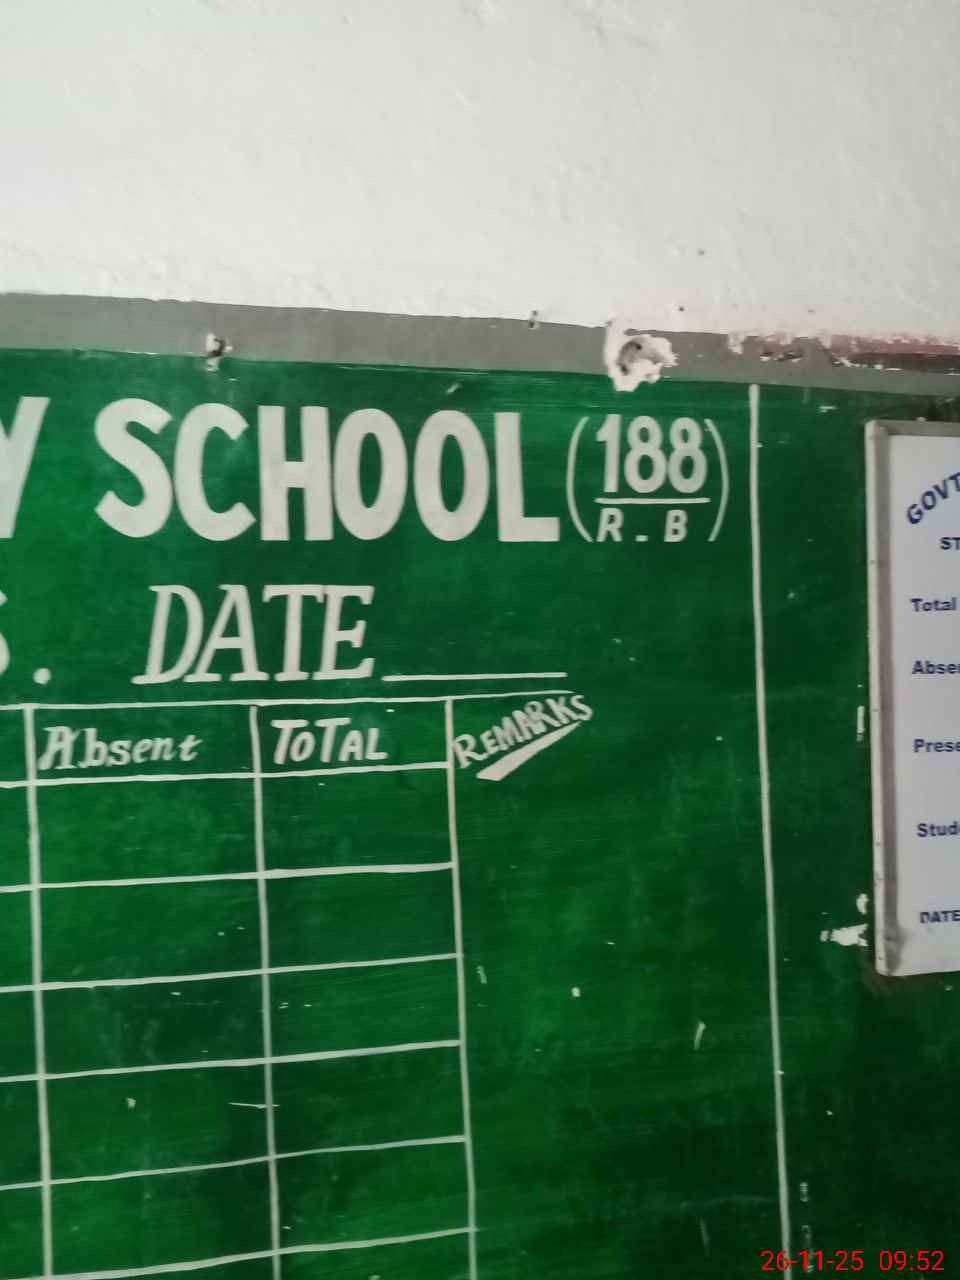 Y SCHOOL (188
R.B)
S. DATE
Absent TOTAL REMARKS
GOVT
ST
Total
Abse
Prese
Stud
DATE
26-11-25 09:52